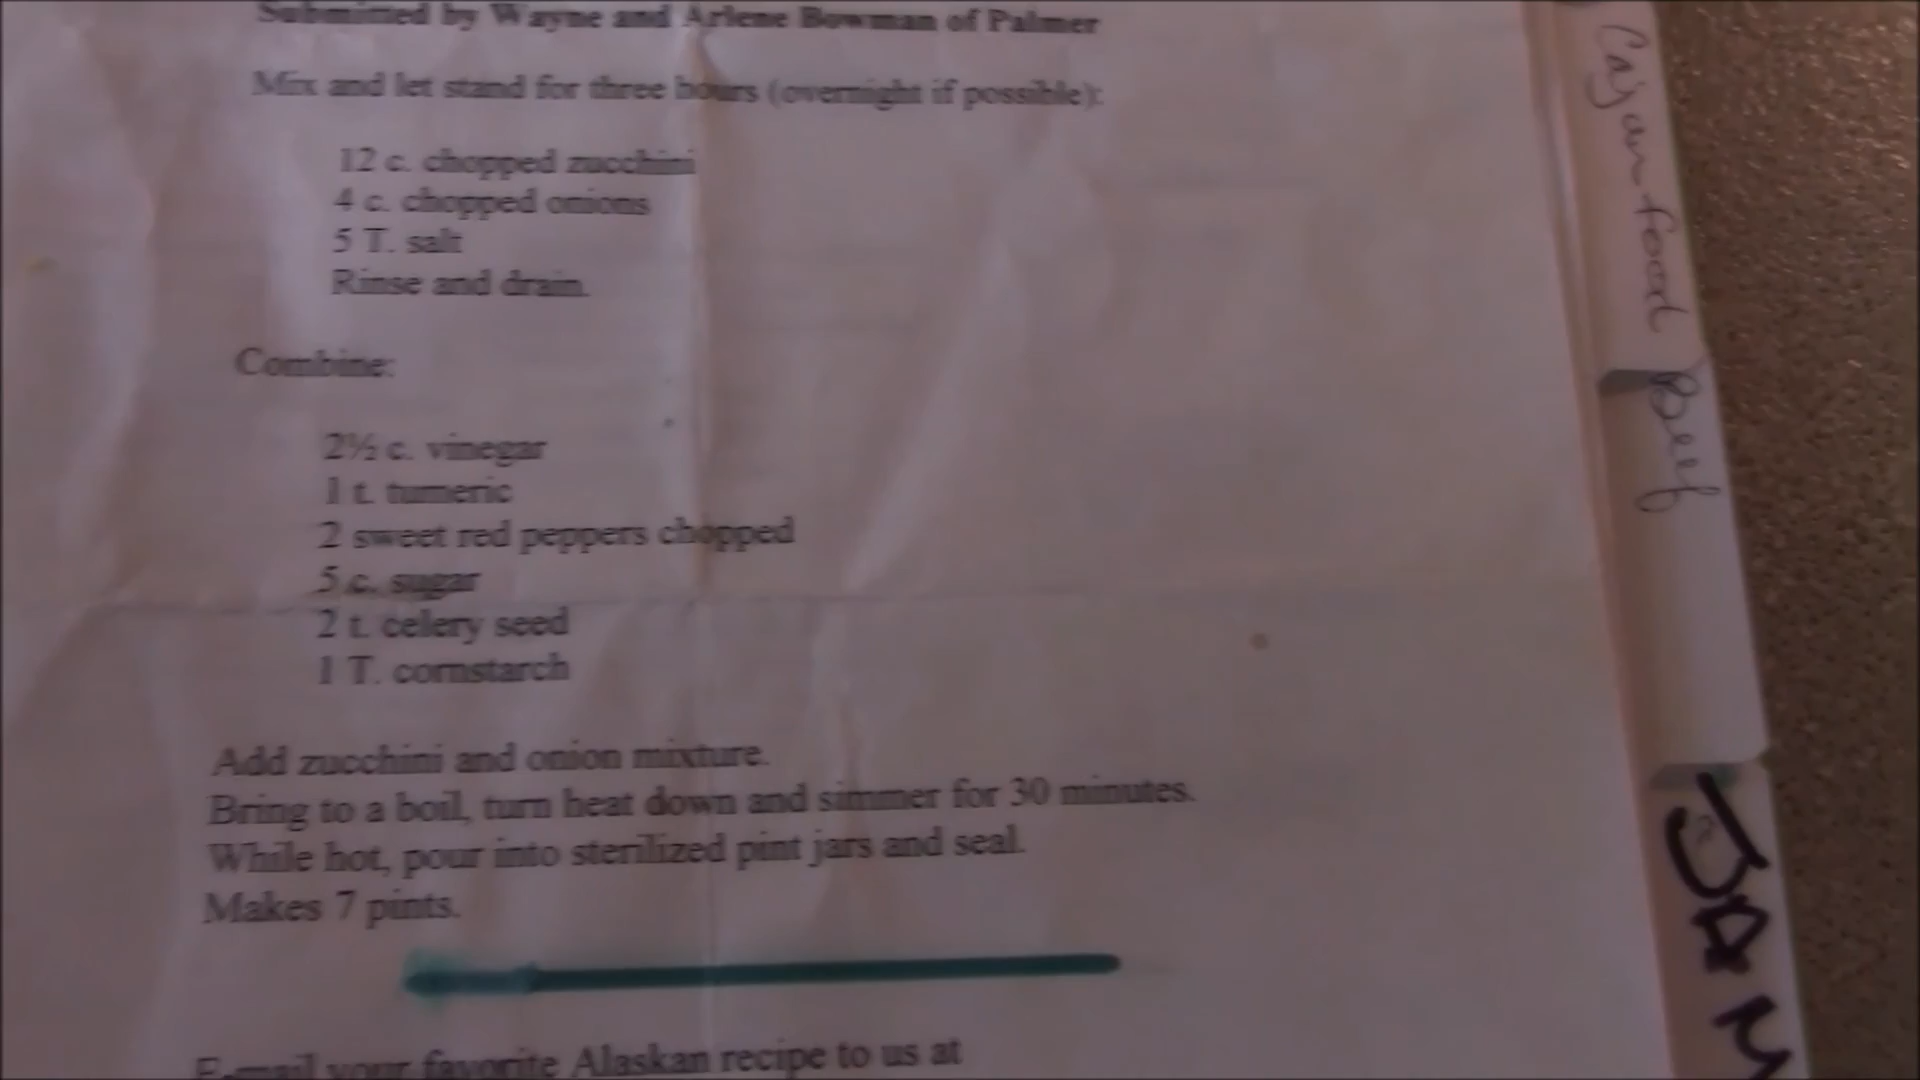 Submitted by Wayne and Arlene Bowman of Palmer
Mix and let stand for three hours (overnight if possible):
12 c. chopped zucchini
4 c. chopped onions
5 T. salt
Rinse and drain.
Combine:
2½ c. vinegar
1 t. tumeric
2 sweet red peppers chopped
5 c. sugar
2 t. celery seed
1 T. cornstarch
Add zucchini and onion mixture.
Bring to a boil, turn heat down and simmer for 30 minutes.
While hot, pour into sterilized pint jars and seal.
Makes 7 pints.
E-mail your favorite Alaskan recipe to us at
Cajun food
Beef
JAM